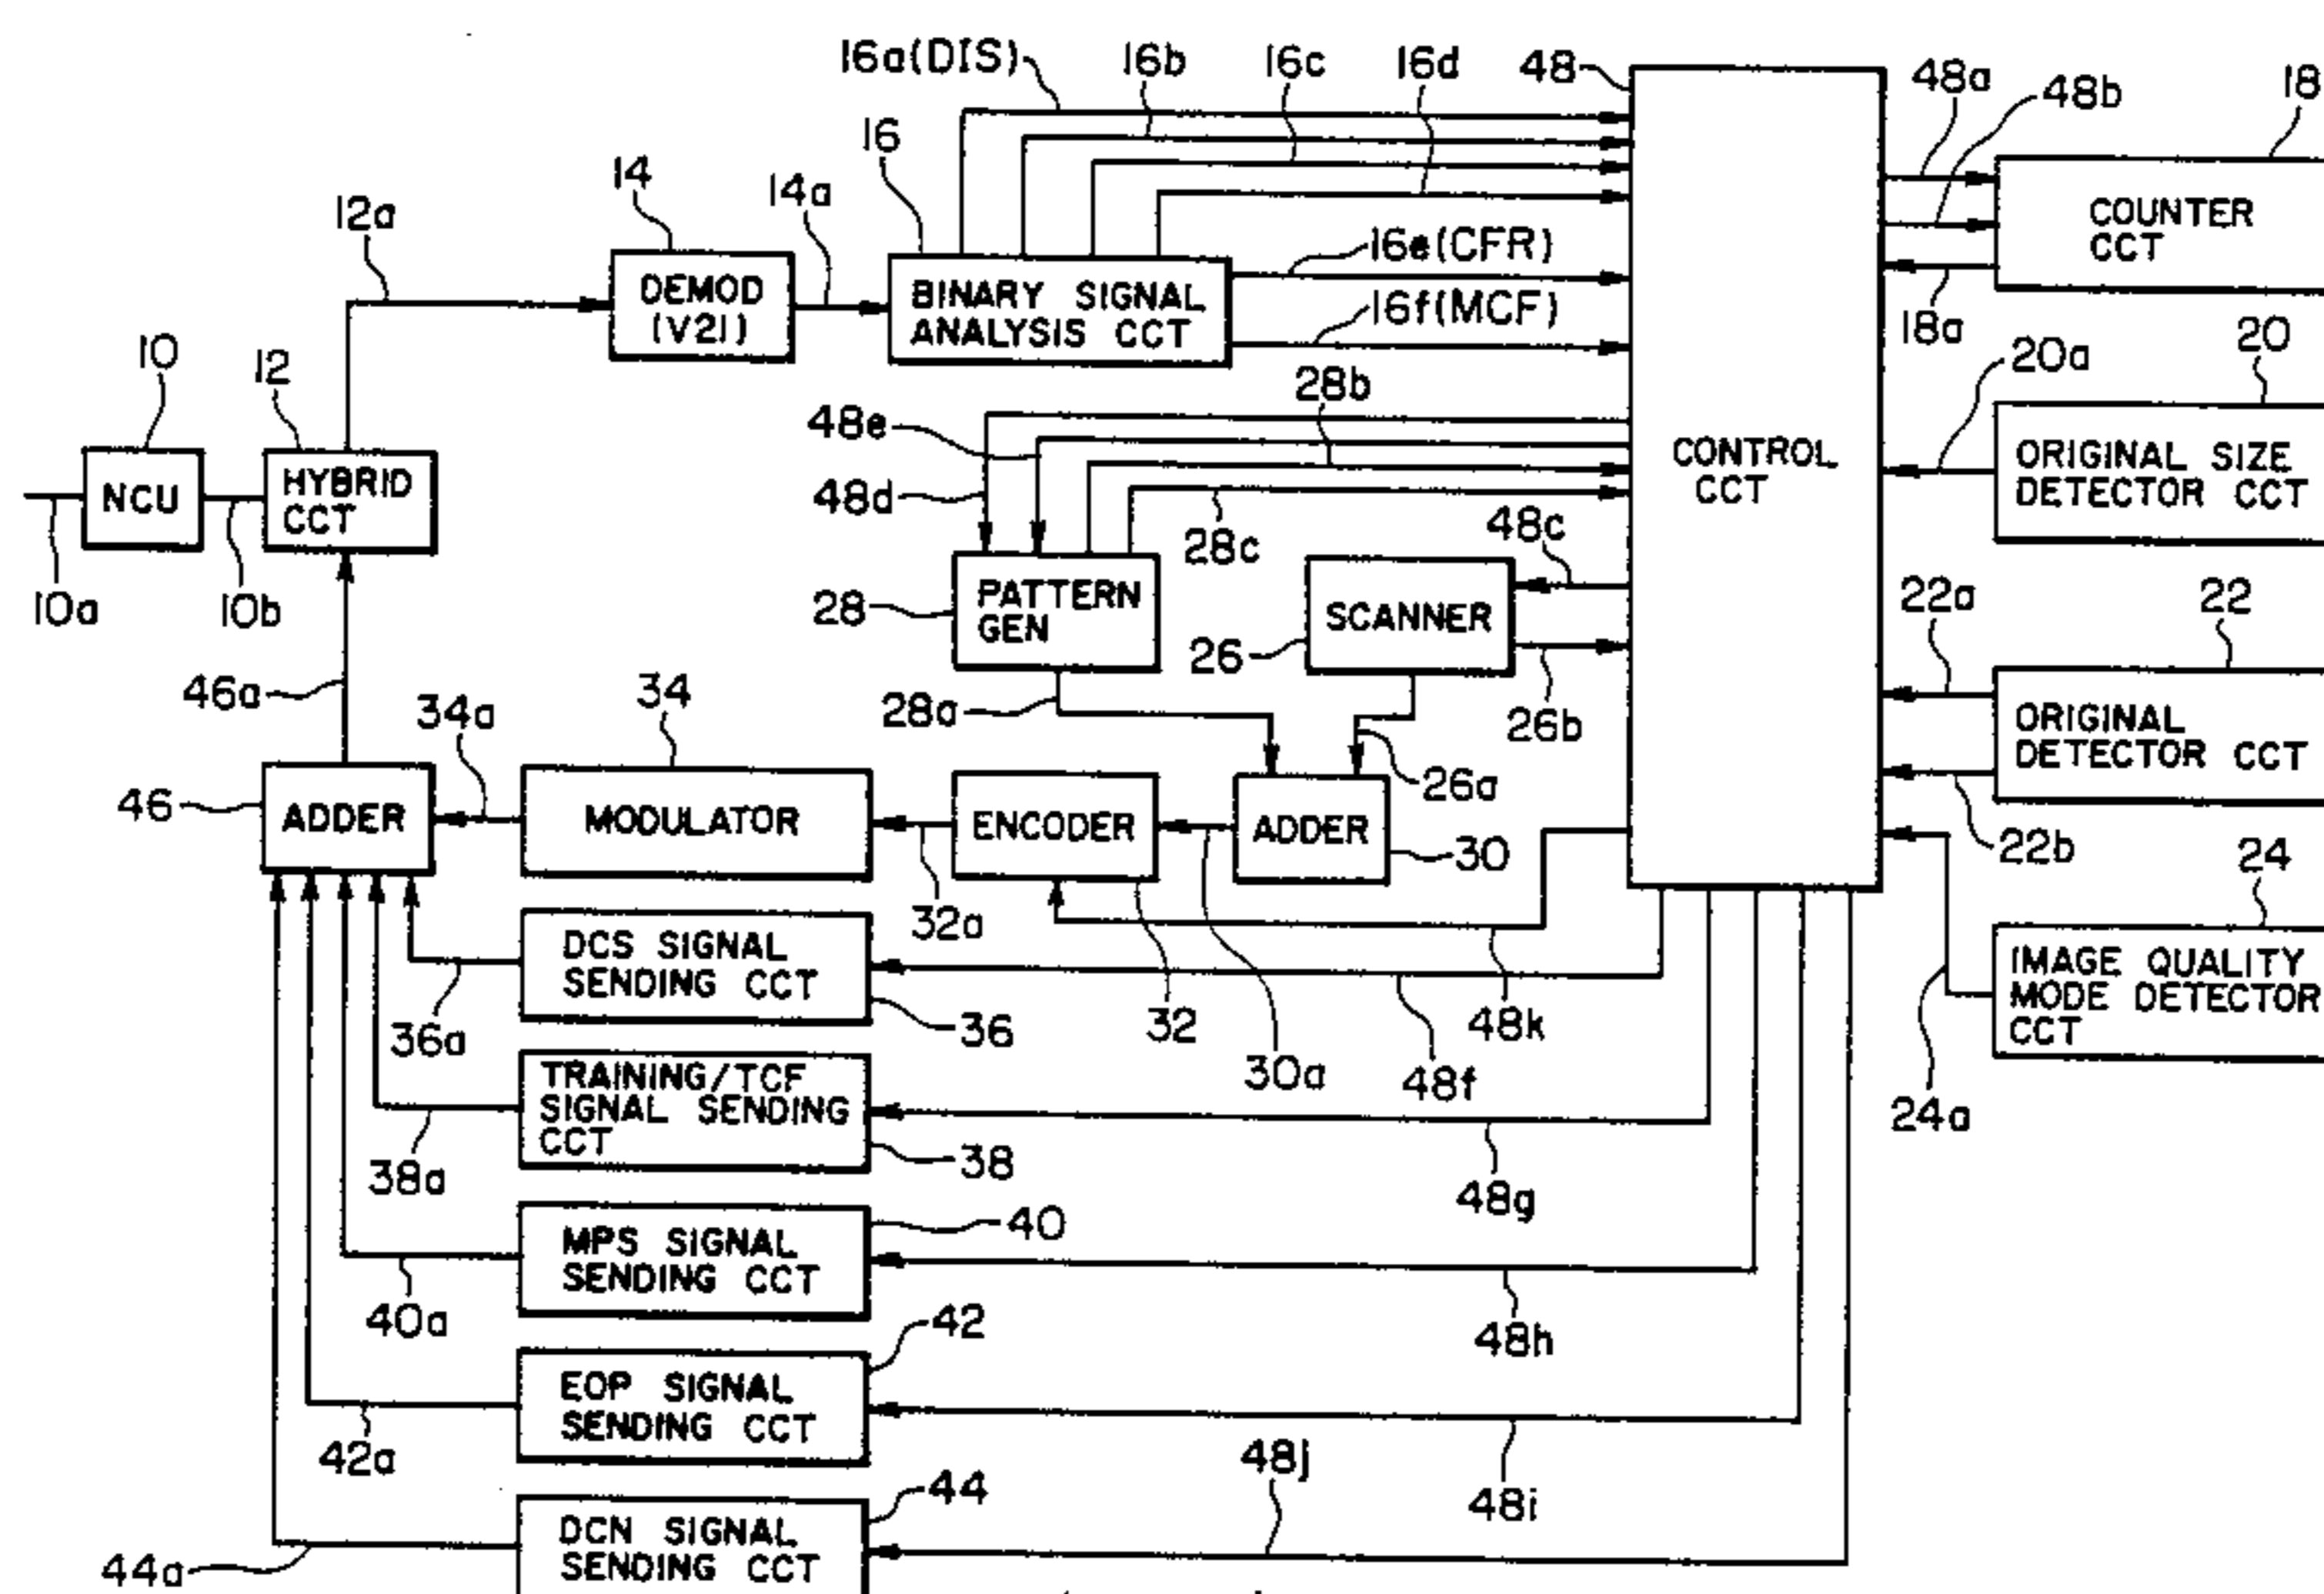 16a(DIS)
16b
16c
16d
48
48a
48b
18
16
14
14a
12a
COUNTER
CCT
16e(CFR)
DEMOD
(V21)
BINARY SIGNAL
ANALYSIS CCT
16f(MCF)
18a
20
20a
10
12
28b
48e
CONTROL
CCT
ORIGINAL SIZE
DETECTOR CCT
NCU
HYBRID
CCT
48d
48c
28c
10a
10b
28
PATTERN
GEN
SCANNER
26
22a
22
46a
34a
34
28a
26b
ORIGINAL
DETECTOR CCT
26a
46
ADDER
MODULATOR
ENCODER
ADDER
30
22b
24
32a
DCS SIGNAL
SENDING CCT
36a
36
32
48k
IMAGE QUALITY
MODE DETECTOR
CCT
30a
48f
TRAINING/TCF
SIGNAL SENDING
CCT
24a
38a
38
48g
40
MPS SIGNAL
SENDING CCT
40a
42
48h
EOP SIGNAL
SENDING CCT
42a
48j
44
48i
DCN SIGNAL
SENDING CCT
44a